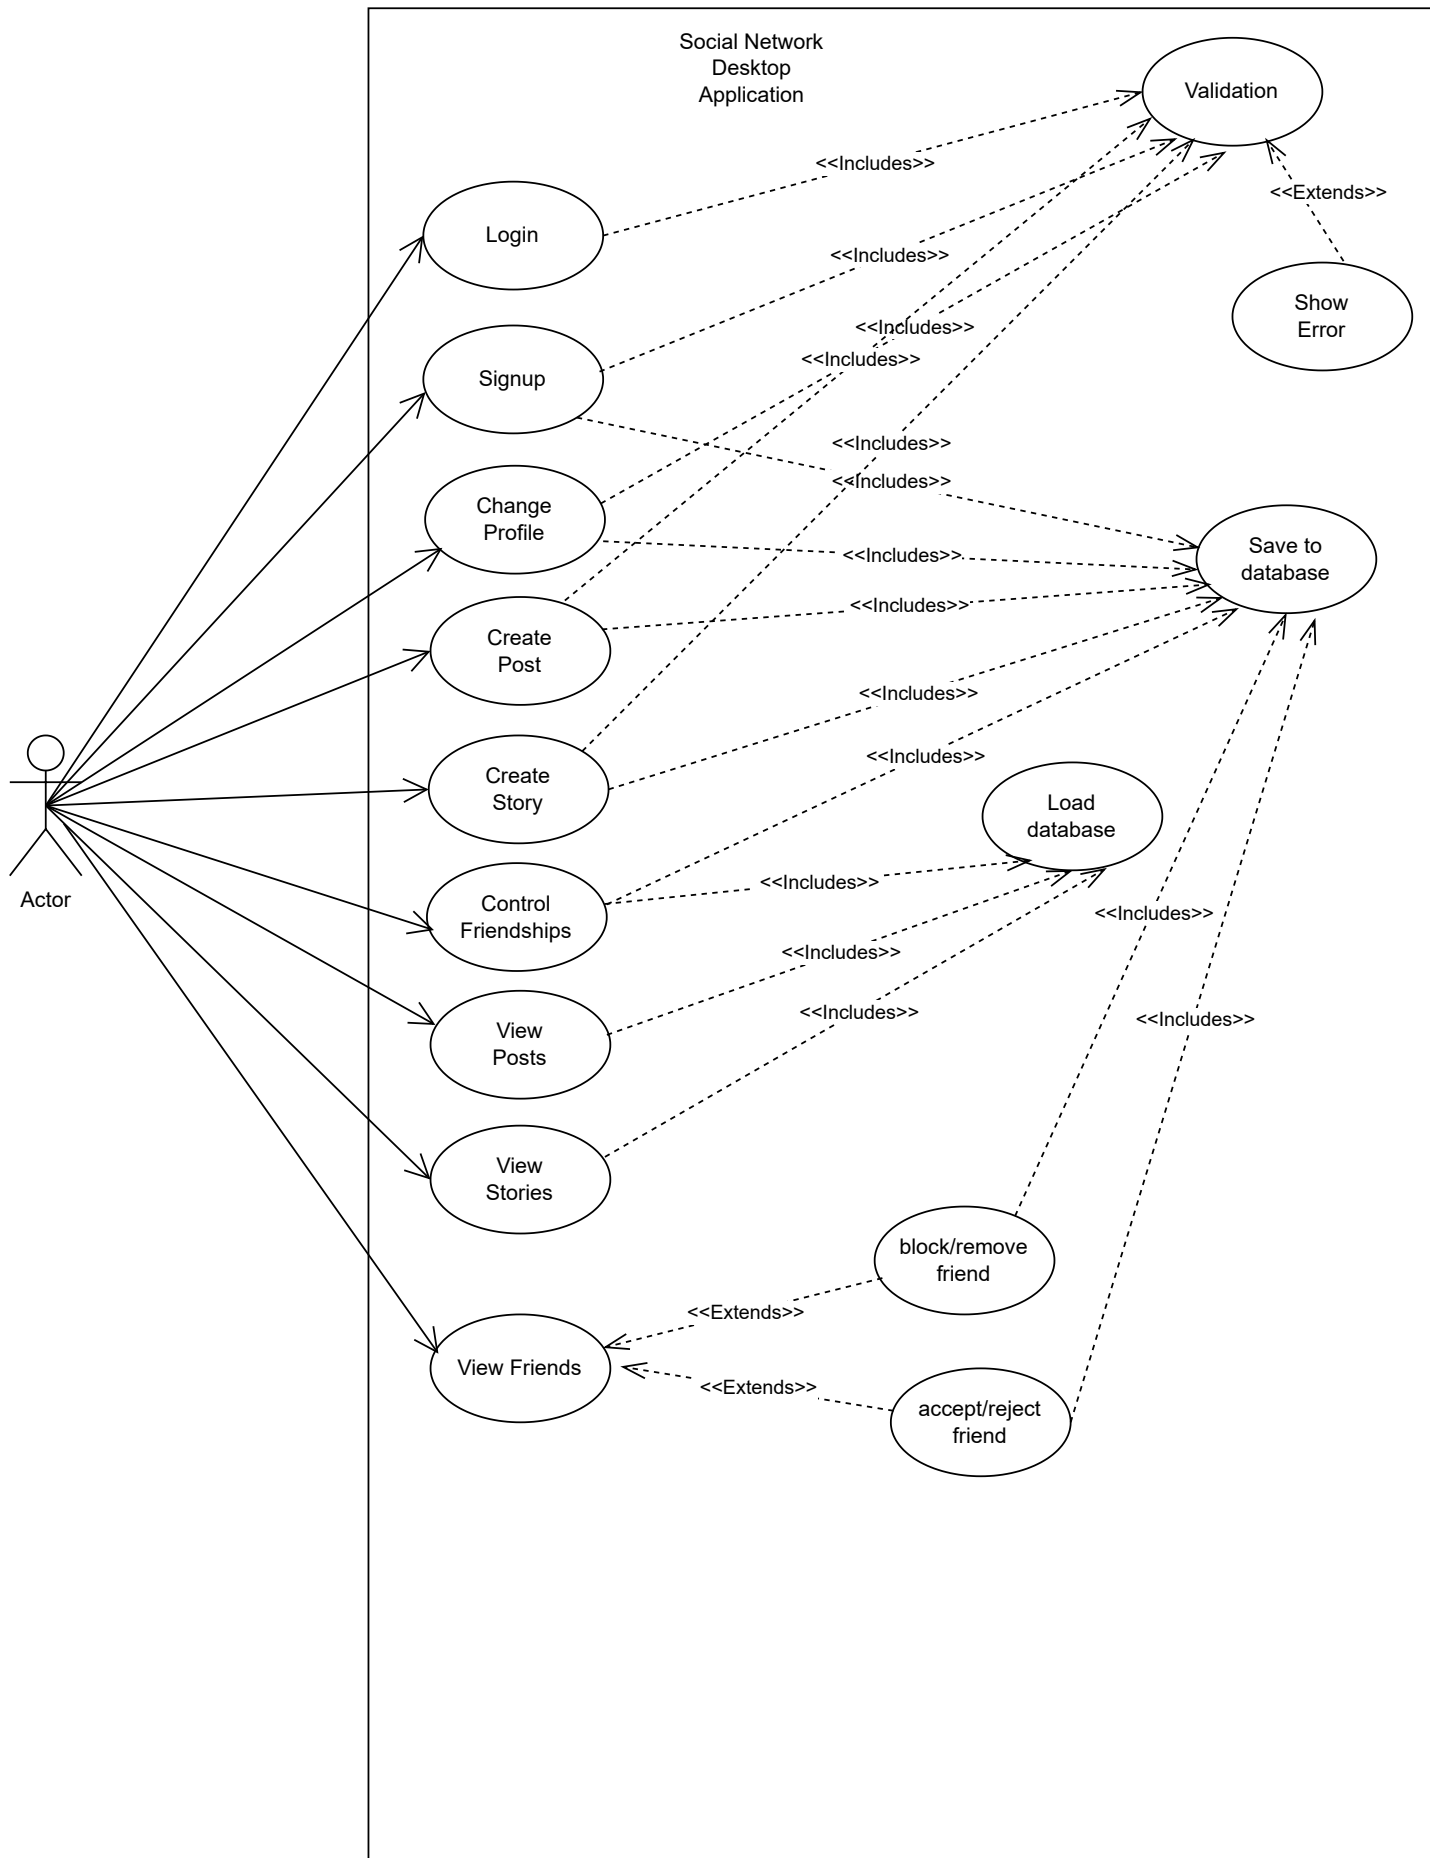 Social Network
Desktop
Application
Validation
<<Includes>>
<<Extends>>
Login
<<Includes>>
Show
Error
<<Includes>>
<<Includes>>
Signup
<<Includes>>
<<Includes>>
Change
Profile
Save to
database
<<Includes>>
<<Includes>>
Create
Post
<<Includes>>
<<Includes>>
Create
Story
Load
database
<<Includes>>
Actor
Control
Friendships
<<Includes>>
<<Includes>>
<<Includes>>
<<Includes>>
View
Posts
View
Stories
block/remove
friend
<<Extends>>
View Friends
<<Extends>>
accept/reject
friend